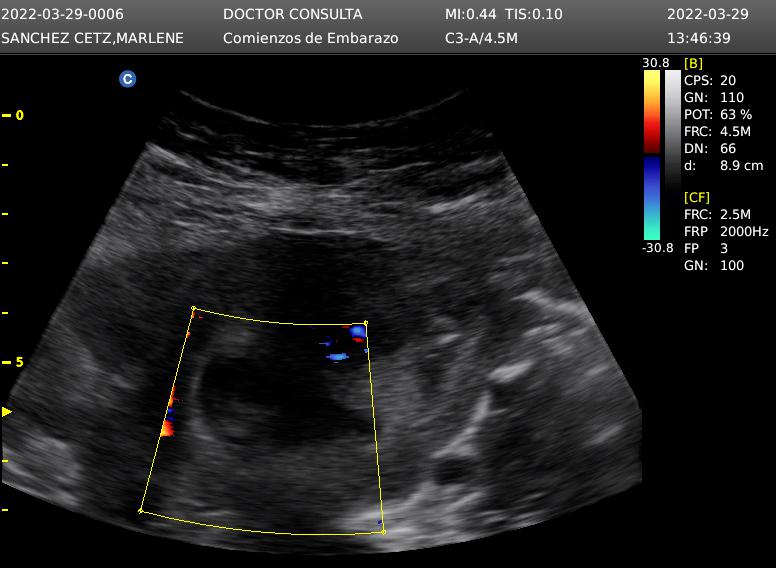 2022-03-29-0006 DOCTOR CONSULTA MI:0.44 TIS:0.10 2022-03-29
SANCHEZ CETZ,MARLENE Comienzos de Embarazo C3-A/4.5M 13:46:39
C
0
5
30.8
-30.8
[B]
CPS: 20
GN: 110
POT: 63 %
FRC: 4.5M
DN: 66
d: 8.9 cm
[CF]
FRC: 2.5M
FRP 2000Hz
FP 3
GN: 100